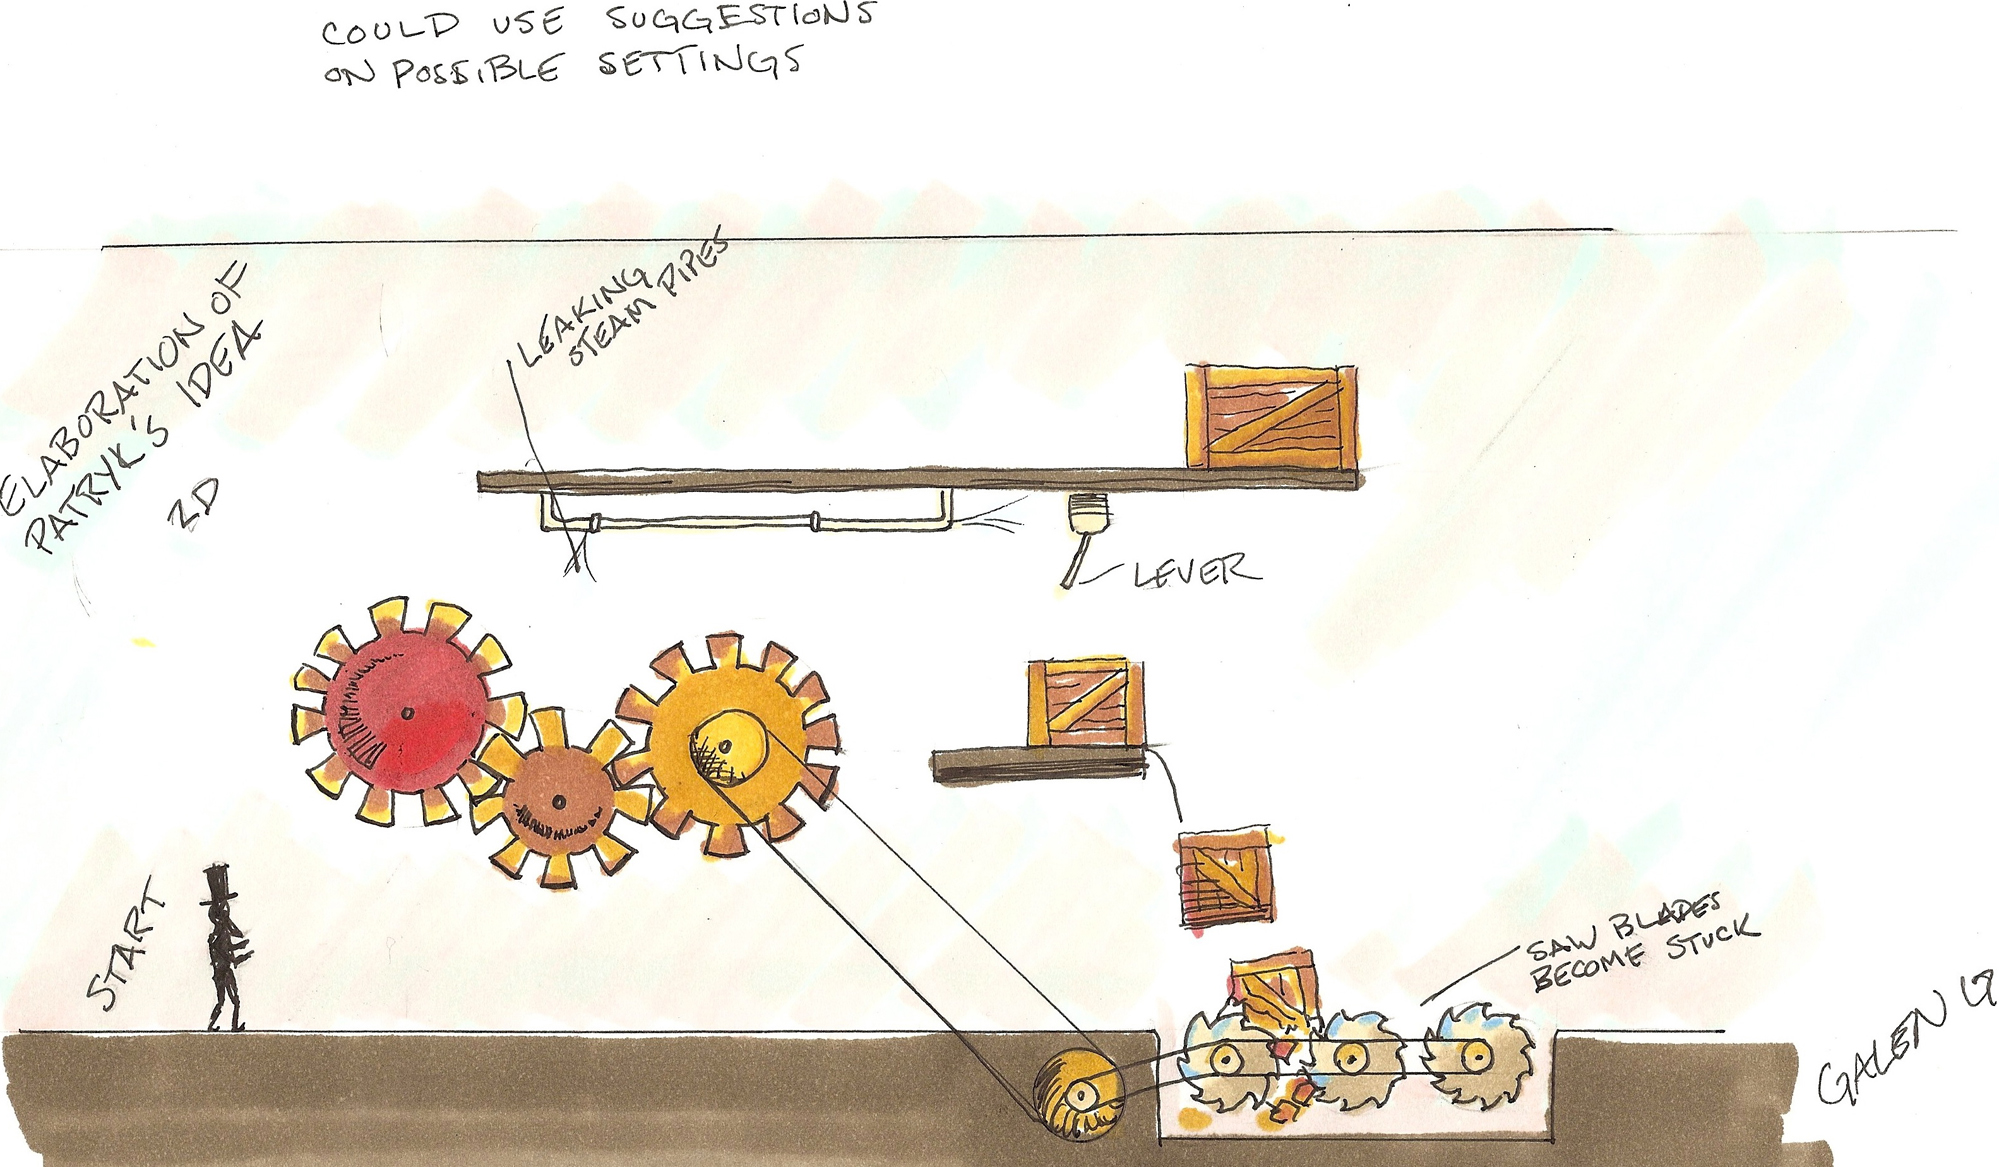 COULD USE SUGGESTIONS
ON POSSIBLE SETTINGS
LEAKING
STEAM PIPES
ELABORATION OF
PATRYK'S IDEA
2D
LEVER
START
SAW BLADES
BECOME STUCK
GALEN